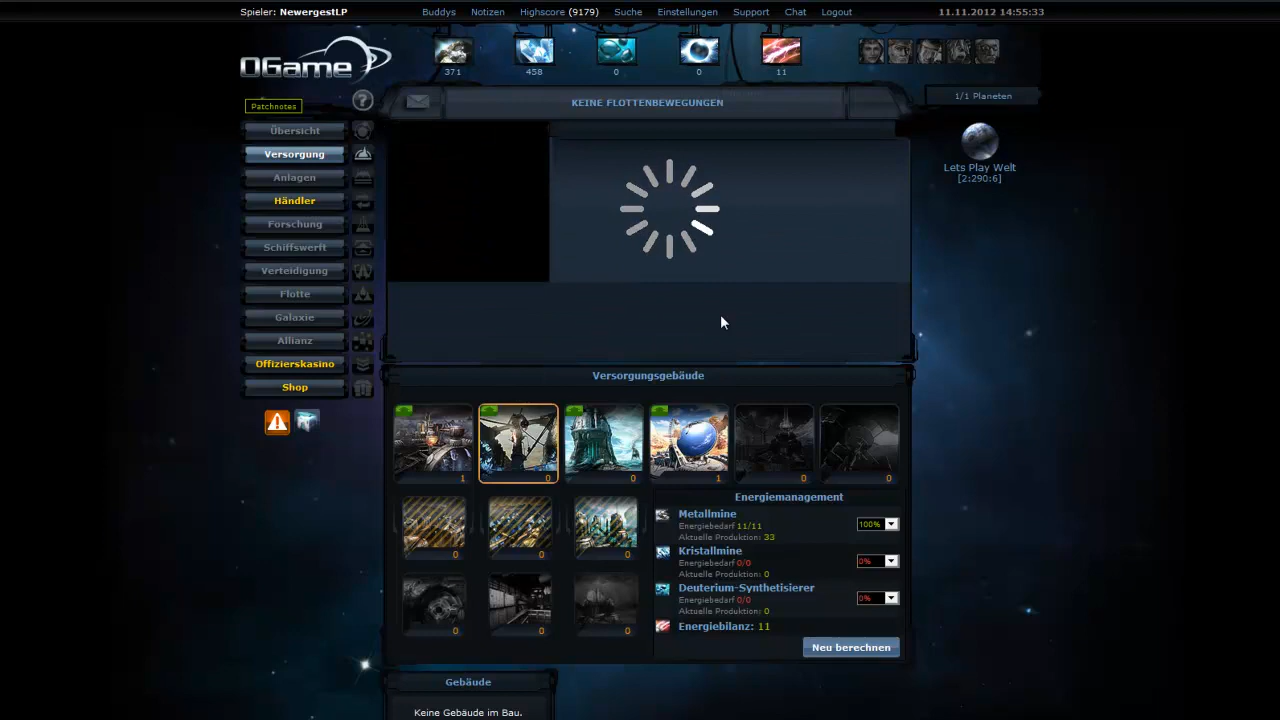 Spieler: NewergestLP
Buddys Notizen Highscore (9179) Suche Einstellungen Support Chat Logout
11.11.2012 14:55:33
OGame
371 458 0 0 11
Patchnotes
?
KEINE FLOTTENBEWEGUNGEN
1/1 Planeten
Lets Play Welt
[2:290:6]
Übersicht
Versorgung
Anlagen
Händler
Forschung
Schiffswerft
Verteidigung
Flotte
Galaxie
Allianz
Offizierskasino
Shop
Versorgungsgebäude
1 0 0 1 0 0
0 0 0
0 0 0
Energiemanagement
Metallmine
Energiebedarf 11/11
Aktuelle Produktion: 33
100%
Kristallmine
Energiebedarf 0/0
Aktuelle Produktion: 0
0%
Deuterium-Synthetisierer
Energiebedarf 0/0
Aktuelle Produktion: 0
0%
Energiebilanz: 11
Neu berechnen
Gebäude
Keine Gebäude im Bau.